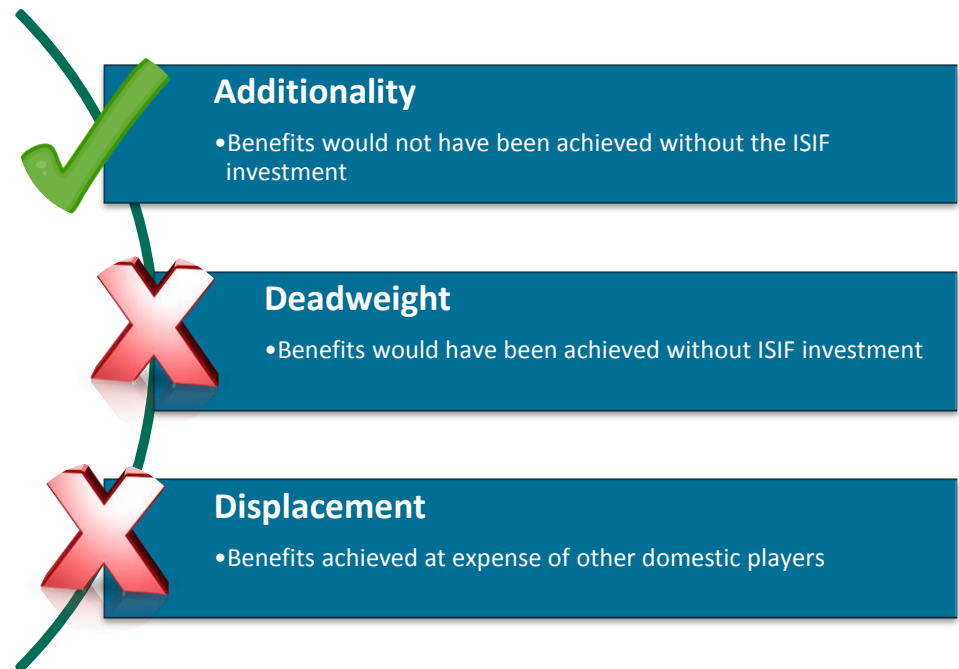 Additionality
•Benefits would not have been achieved without the ISIF
investment
Deadweight
•Benefits would have been achieved without ISIF investment
Displacement
•Benefits achieved at expense of other domestic players